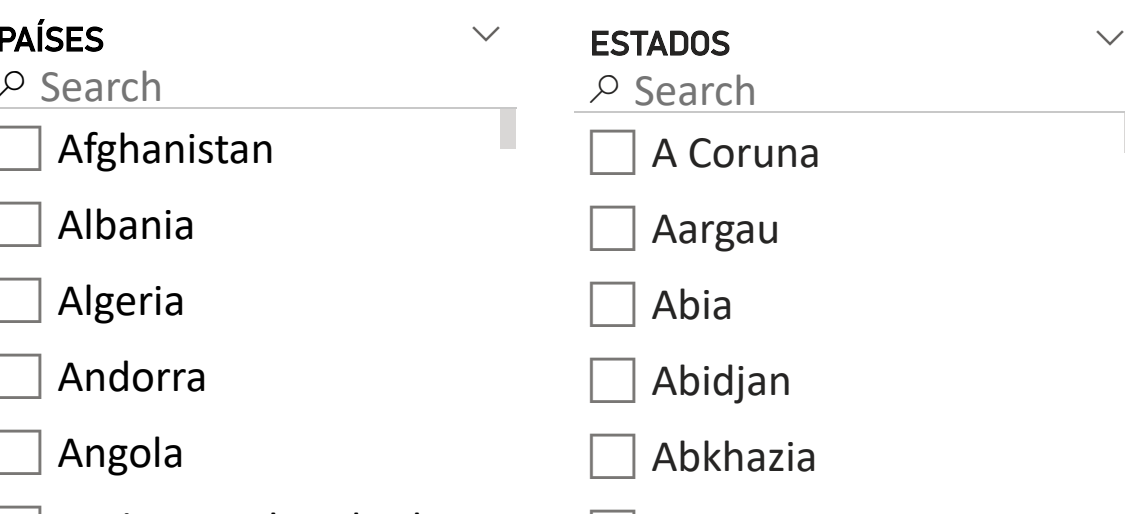 PAÍSES
Search
Afghanistan
Albania
Algeria
Andorra
Angola
ESTADOS
Search
A Coruna
Aargau
Abia
Abidjan
Abkhazia